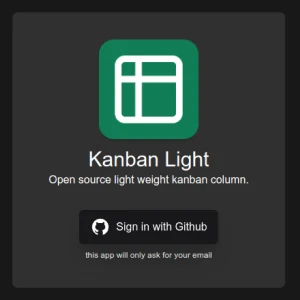 Kanban Light
Open source light weight kanban column.
Sign in with Github
this app will only ask for your email